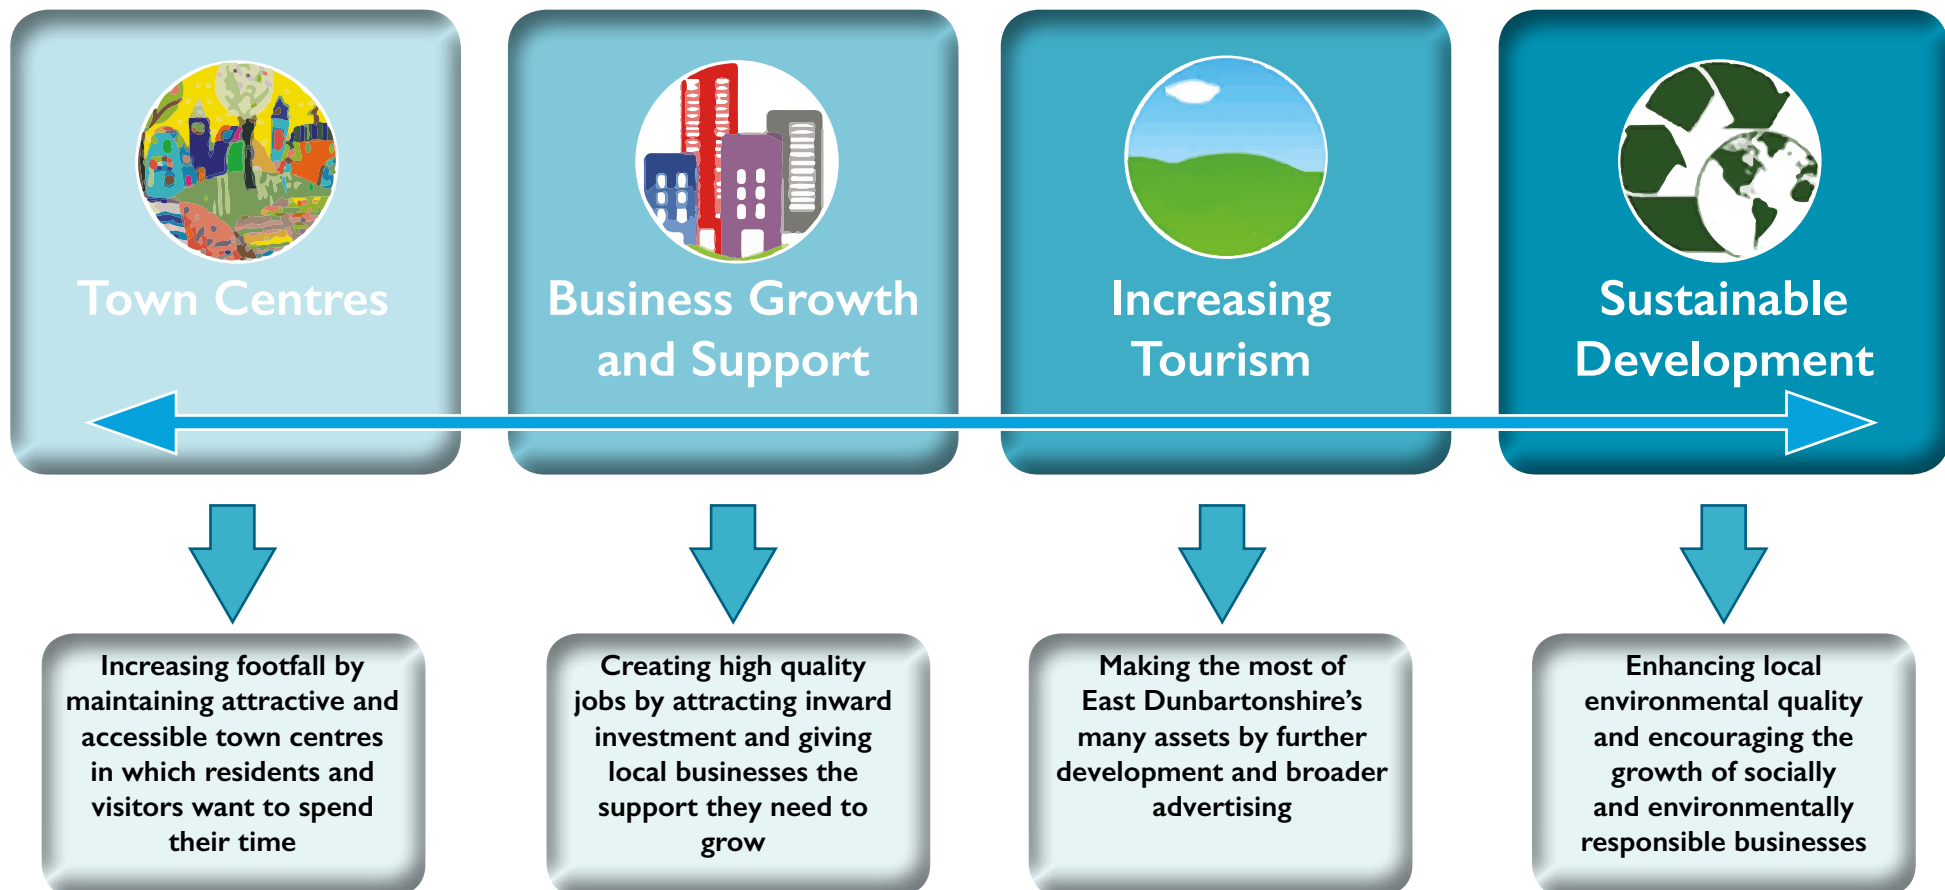 Town Centres
Business Growth
and Support
Increasing
Tourism
Sustainable
Development
Increasing footfall by
maintaining attractive and
accessible town centres
in which residents and
visitors want to spend
their time
Creating high quality
jobs by attracting inward
investment and giving
local businesses the
support they need to
grow
Making the most of
East Dunbartonshire’s
many assets by further
development and broader
advertising
Enhancing local
environmental quality
and encouraging the
growth of socially
and environmentally
responsible businesses